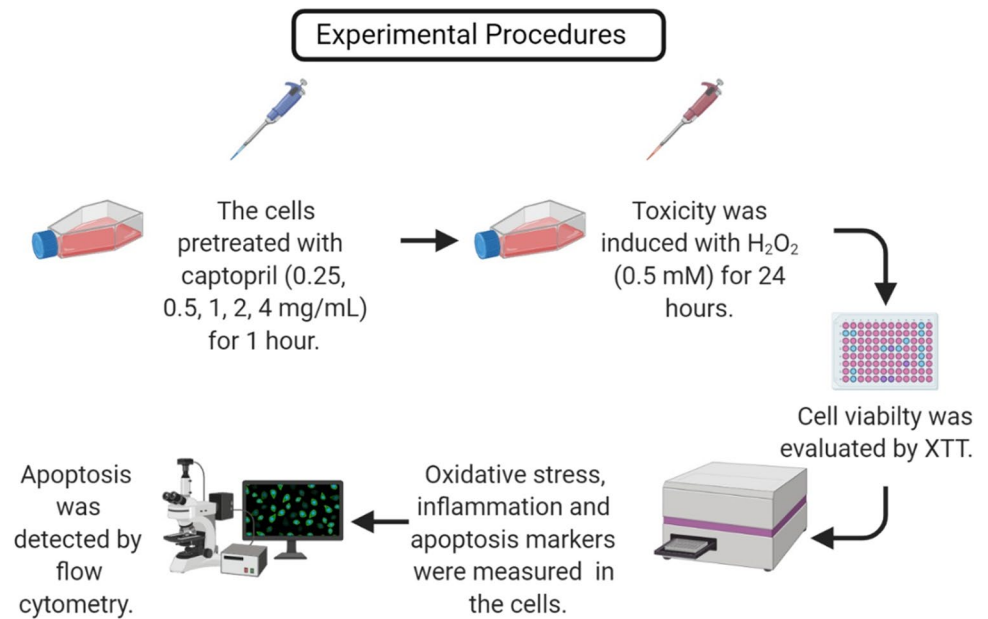 Experimental Procedures
The cells
pretreated with
captopril (0.25,
0.5, 1, 2, 4 mg/mL)
for 1 hour.
Toxicity was
induced with H₂O₂
(0.5 mM) for 24
hours.
Cell viabilty was
evaluated by XTT.
Oxidative stress,
inflammation and
apoptosis markers
were measured in
the cells.
Apoptosis
was
detected by
flow
cytometry.